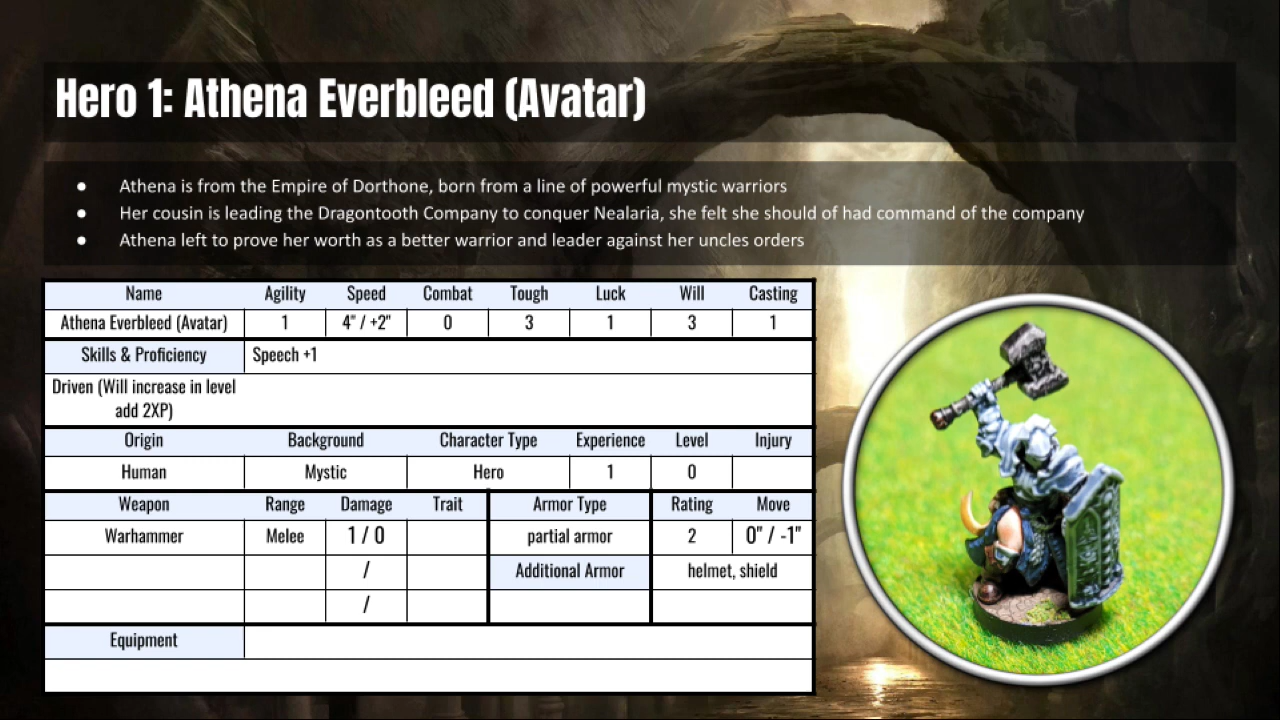 Hero 1: Athena Everbleed (Avatar)
● Athena is from the Empire of Dorthone, born from a line of powerful mystic warriors
● Her cousin is leading the Dragontooth Company to conquer Nealaria, she felt she should of had command of the company
● Athena left to prove her worth as a better warrior and leader against her uncles orders
Name Agility Speed Combat Tough Luck Will Casting
Athena Everbleed (Avatar) 1 4" / +2" 0 3 1 3 1
Skills & Proficiency Speech +1
Driven (Will increase in level
add 2XP)
Origin Background Character Type Experience Level Injury
Human Mystic Hero 1 0
Weapon Range Damage Trait Armor Type Rating Move
Warhammer Melee 1 / 0 partial armor 2 0" / -1"
/ Additional Armor helmet, shield
/
Equipment